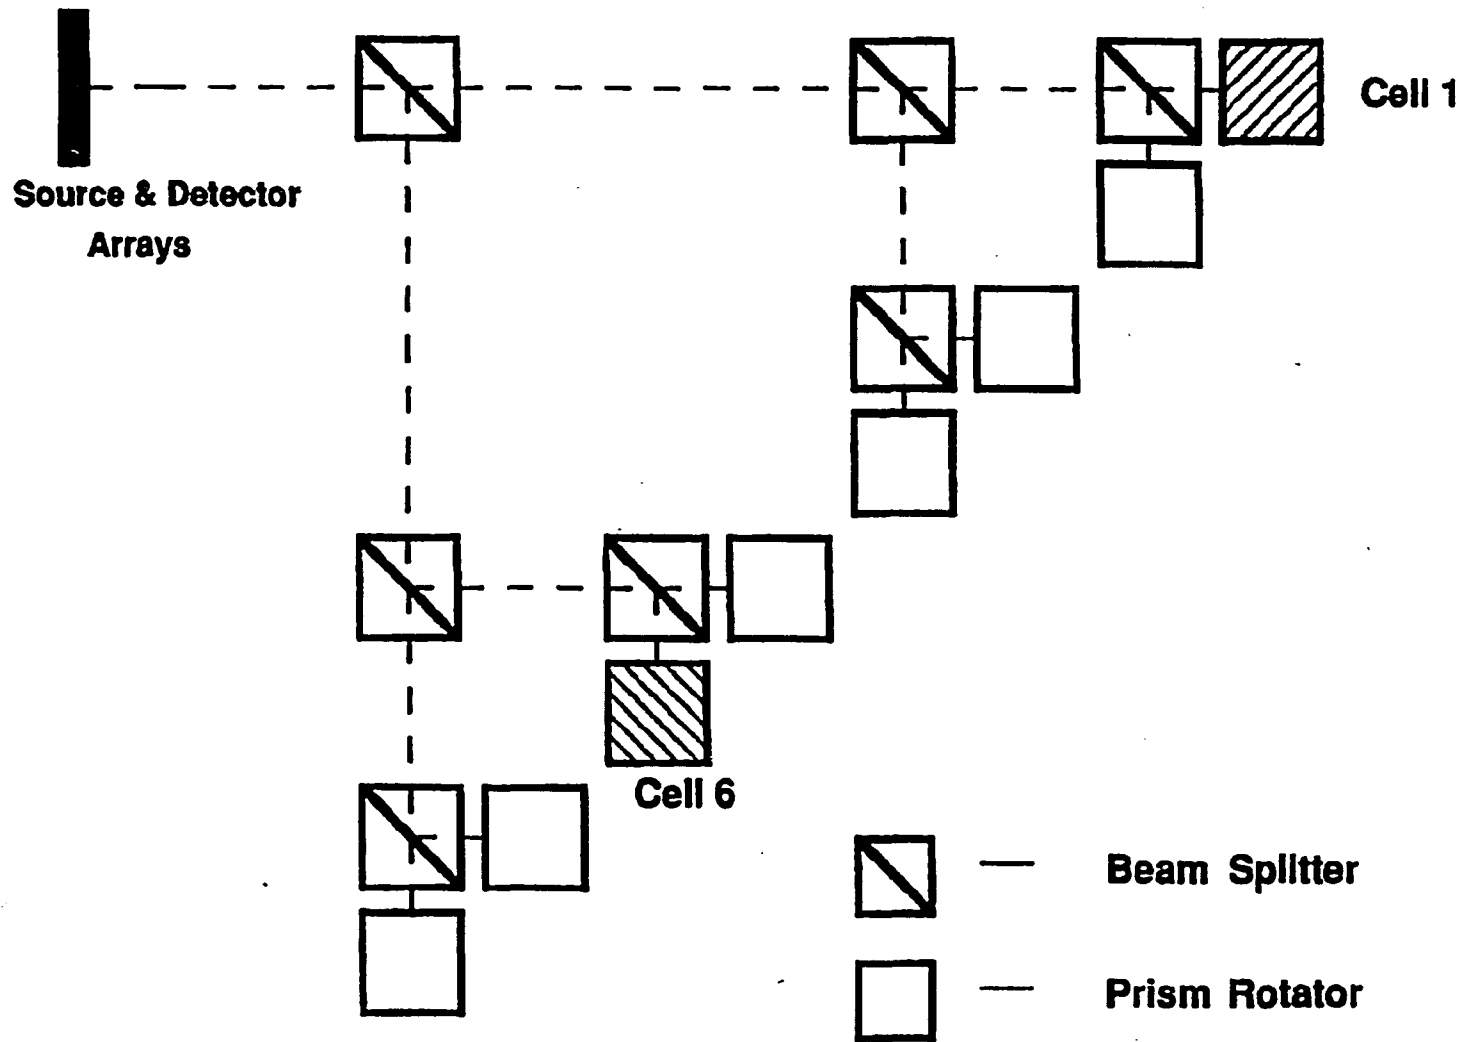 Cell 1
Source & Detector
Arrays
Cell 6
Beam Splitter
Prism Rotator